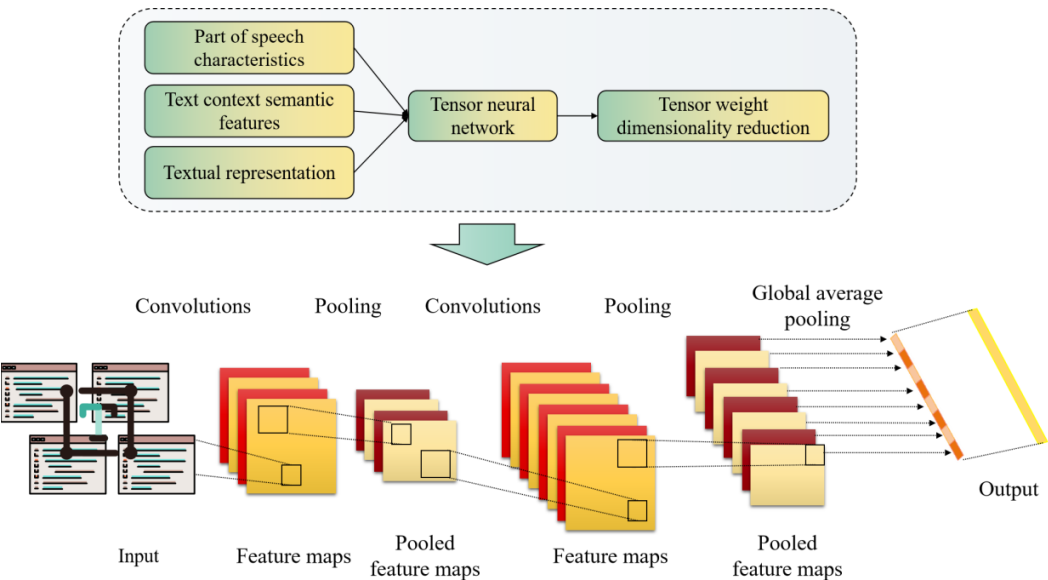 Part of speech
characteristics
Text context semantic
features
Textual representation
Tensor neural
network
Tensor weight
dimensionality reduction
Convolutions
Pooling
Convolutions
Pooling
Global average
pooling
Input
Feature maps
Pooled
feature maps
Feature maps
Pooled
feature maps
Output